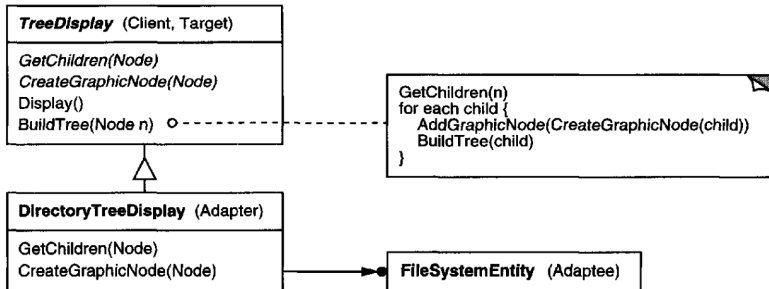 TreeDisplay (Client, Target)
GetChildren(Node)
CreateGraphicNode(Node)
Display()
BuildTree(Node n)
GetChildren(n)
for each child {
AddGraphicNode(CreateGraphicNode(child))
BuildTree(child)
}
DirectoryTreeDisplay (Adapter)
GetChildren(Node)
CreateGraphicNode(Node)
FileSystemEntity (Adaptee)